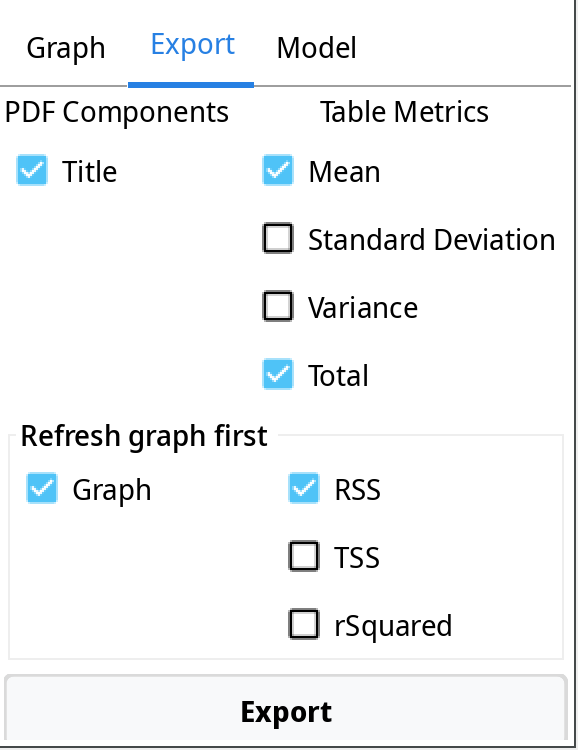 Graph Export Model
PDF Components Table Metrics
Title Mean
Standard Deviation
Variance
Total
Refresh graph first
Graph RSS
TSS
rSquared
Export